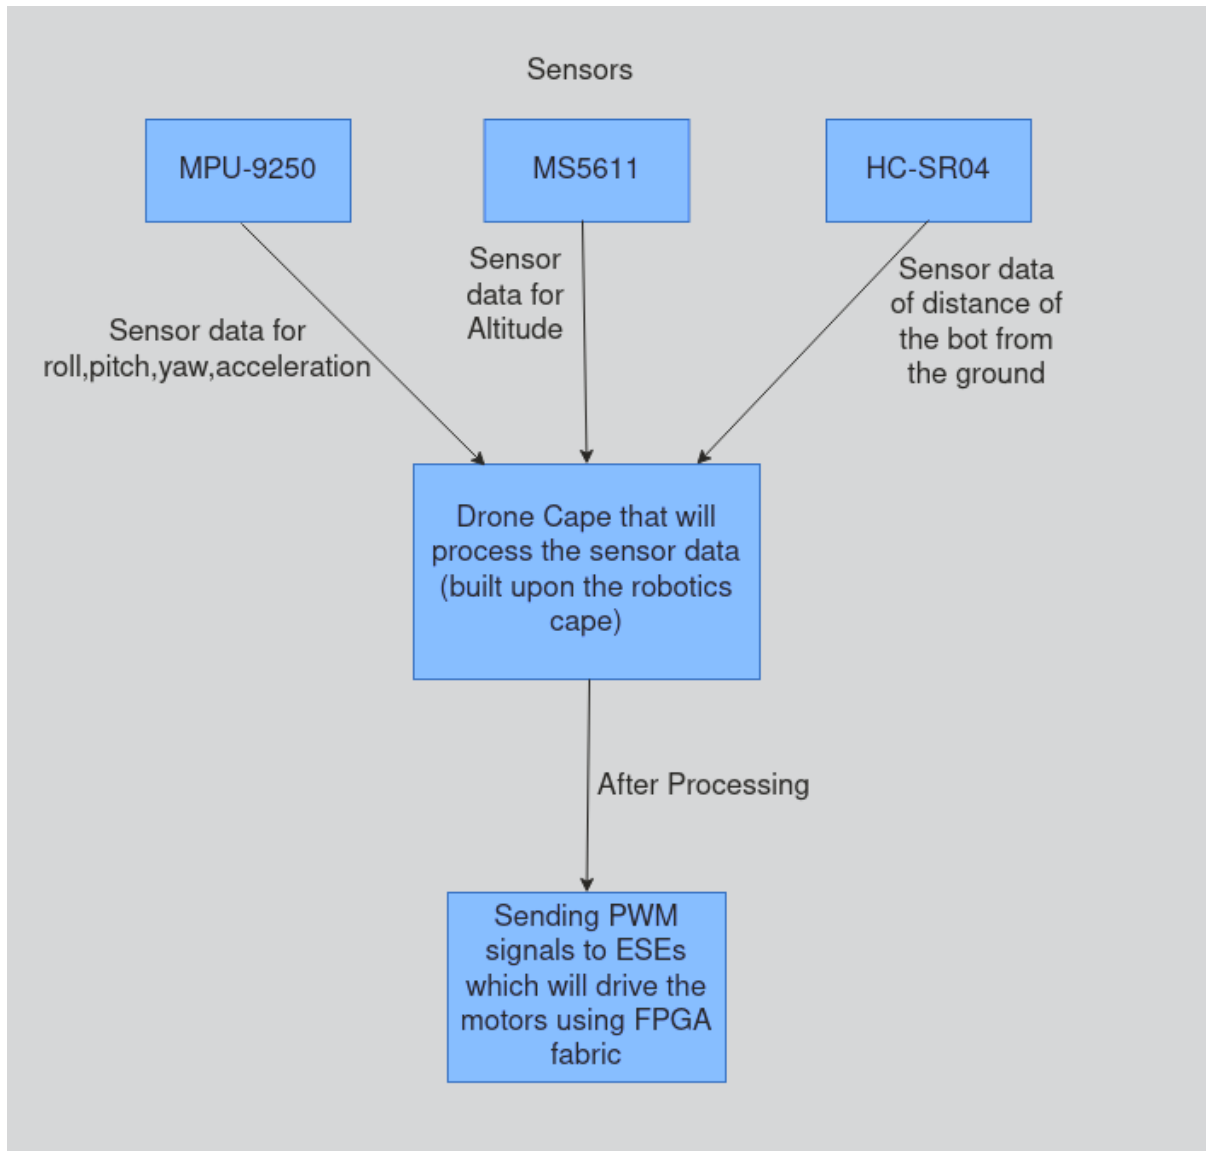 Sensors
MPU-9250
MS5611
HC-SR04
Sensor data for
roll,pitch,yaw,acceleration
Sensor
data for
Altitude
Sensor data
of distance of
the bot from
the ground
Drone Cape that will
process the sensor data
(built upon the robotics
cape)
After Processing
Sending PWM
signals to ESEs
which will drive the
motors using FPGA
fabric